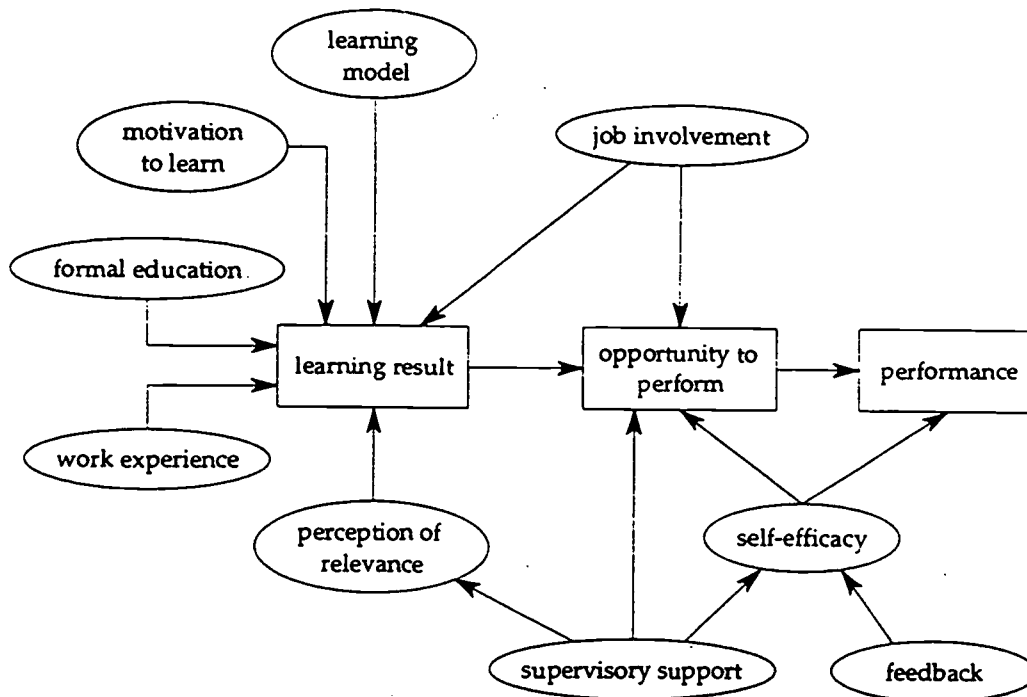 learning
model
motivation
to learn
job involvement
formal education
learning result
opportunity to
perform
performance
work experience
perception of
relevance
self-efficacy
supervisory support
feedback